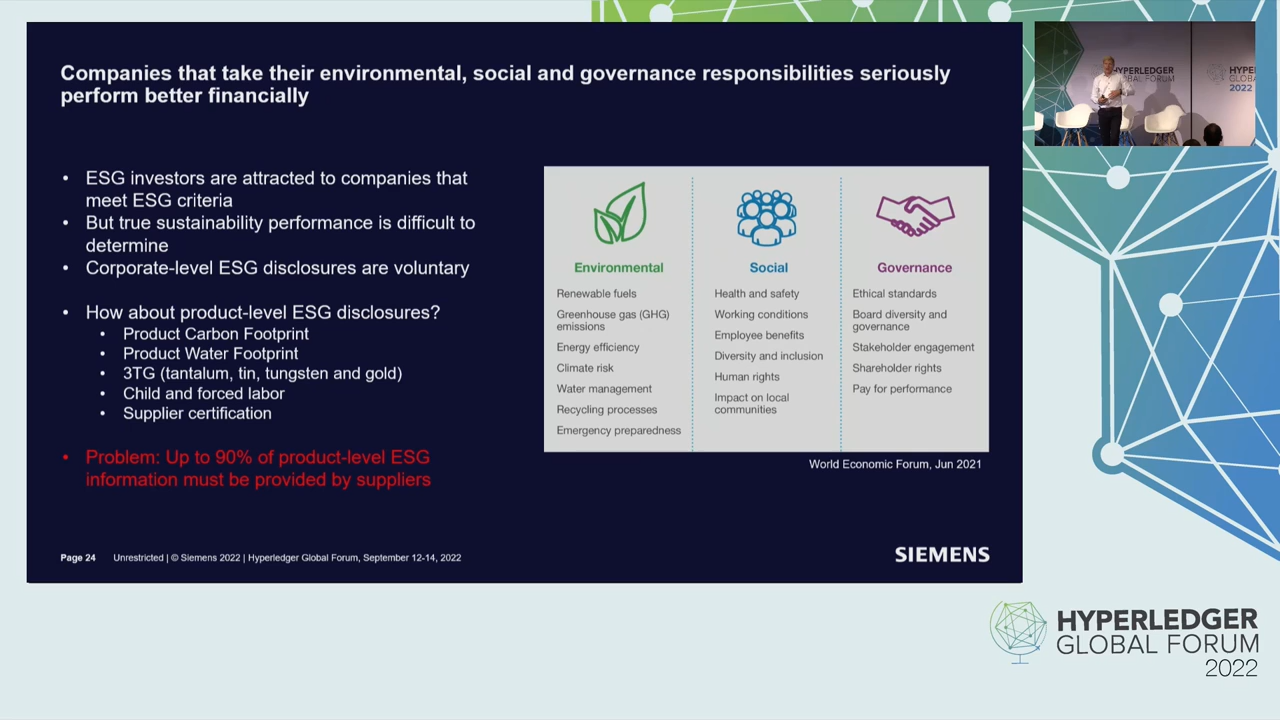 Companies that take their environmental, social and governance responsibilities seriously
perform better financially
• ESG investors are attracted to companies that
meet ESG criteria
• But true sustainability performance is difficult to
determine
• Corporate-level ESG disclosures are voluntary
• How about product-level ESG disclosures?
• Product Carbon Footprint
• Product Water Footprint
• 3TG (tantalum, tin, tungsten and gold)
• Child and forced labor
• Supplier certification
• Problem: Up to 90% of product-level ESG
information must be provided by suppliers
Environmental
Renewable fuels
Greenhouse gas (GHG)
emissions
Energy efficiency
Climate risk
Water management
Recycling processes
Emergency preparedness
Social
Health and safety
Working conditions
Employee benefits
Diversity and inclusion
Human rights
Impact on local
communities
Governance
Ethical standards
Board diversity and
governance
Stakeholder engagement
Shareholder rights
Pay for performance
World Economic Forum, Jun 2021
Page 24 Unrestricted | © Siemens 2022 | Hyperledger Global Forum, September 12-14, 2022
SIEMENS
HYPERLEDGER
GLOBAL FORUM
HYPE
GLOBA
2022
HYPERLEDGER
GLOBAL FORUM
2022